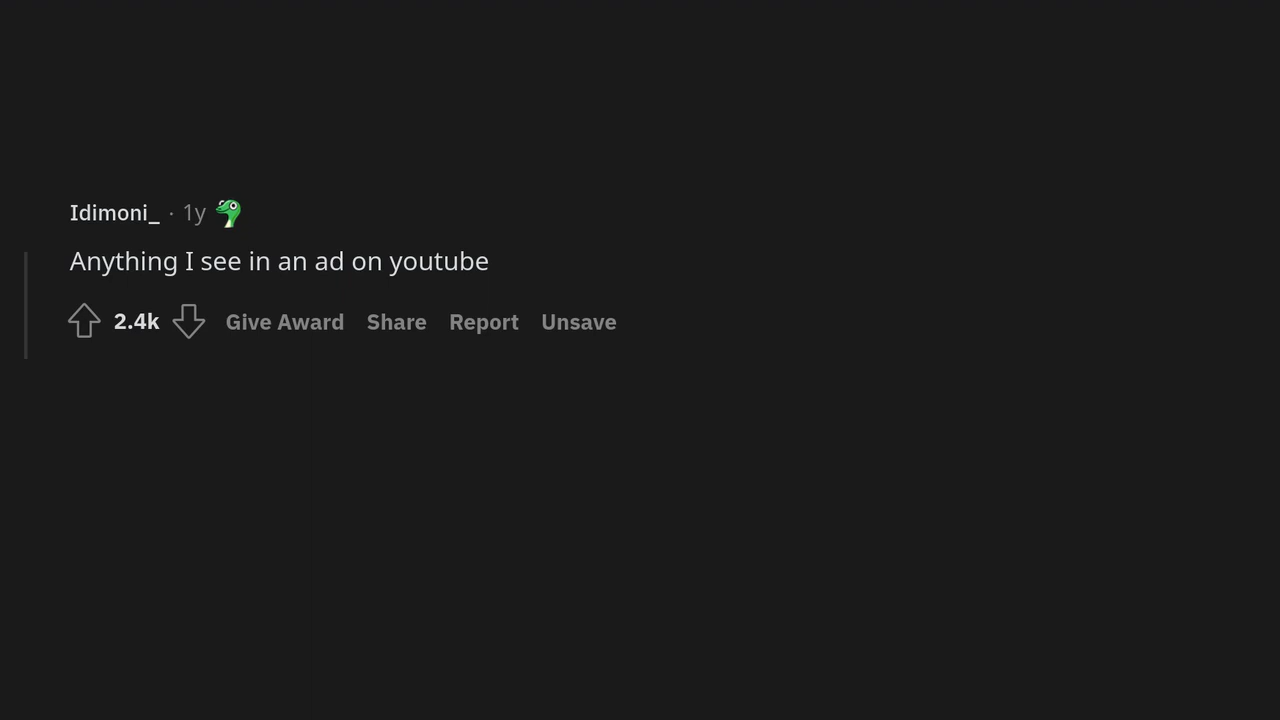 Idimoni_ · 1y
Anything I see in an ad on youtube
2.4k Give Award Share Report Unsave